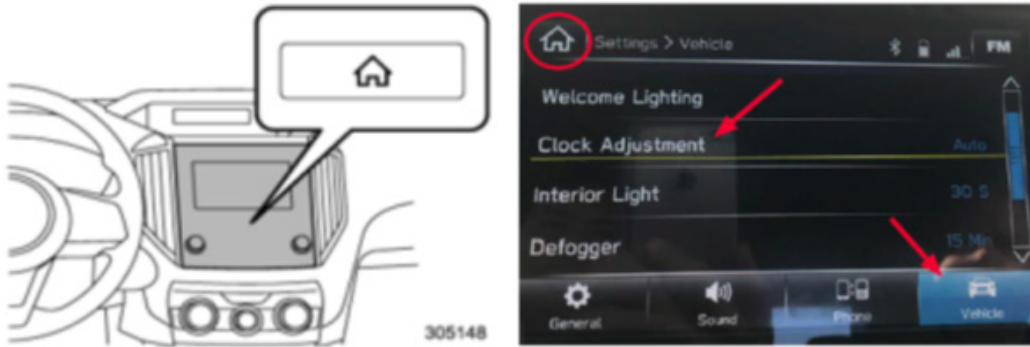 305148
Settings > Vehicle
FM
Welcome Lighting
Clock Adjustment
Auto
Interior Light
30 S
Defogger
15 Min
General
Sound
Phone
Vehicle